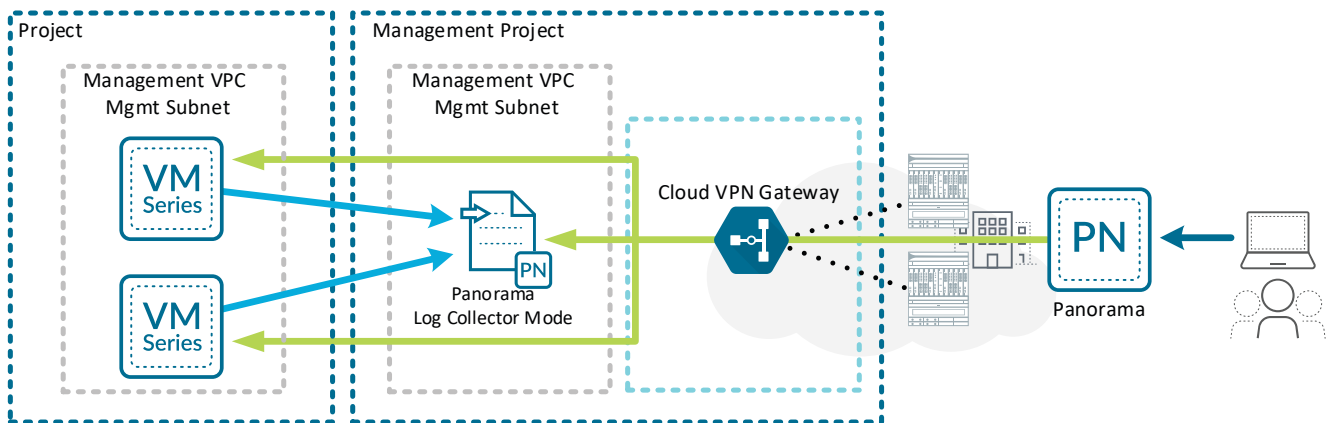 Project
Management VPC
Mgmt Subnet
VM
Series
VM
Series
Management Project
Management VPC
Mgmt Subnet
PN
Panorama
Log Collector Mode
Cloud VPN Gateway
PN
Panorama